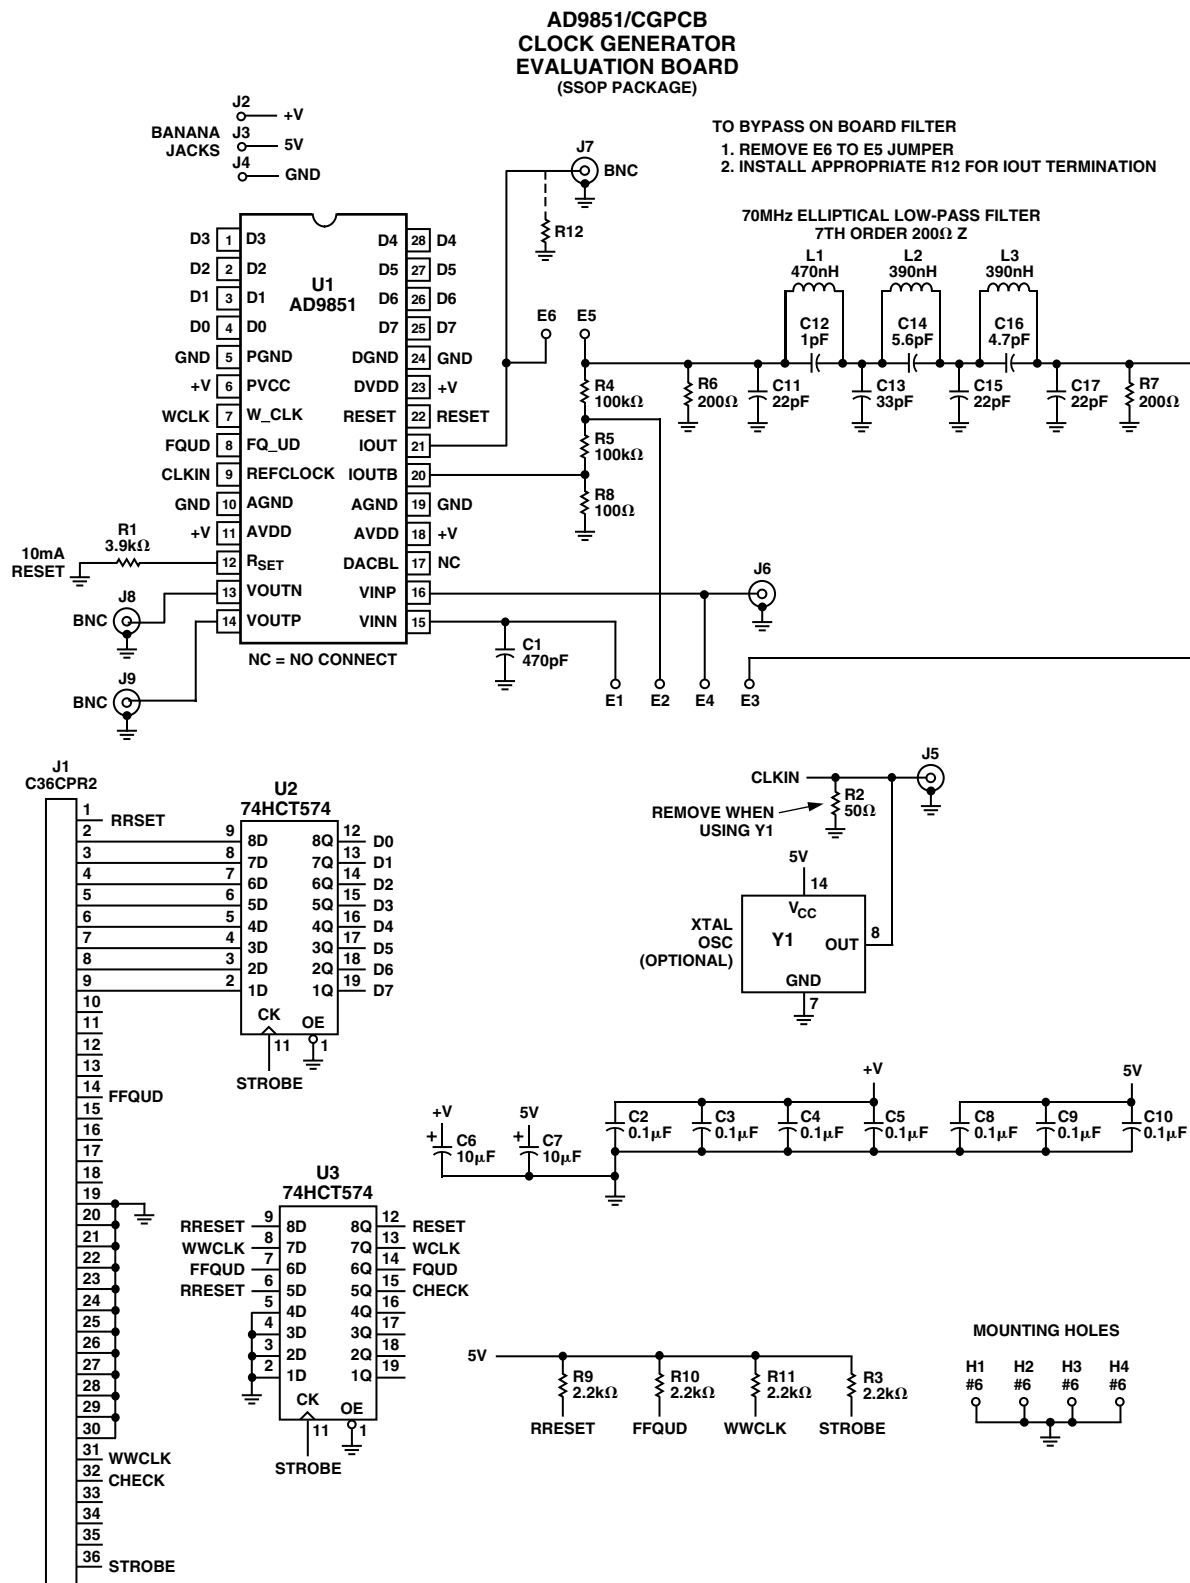 AD9851/CGPCB
CLOCK GENERATOR
EVALUATION BOARD
(SSOP PACKAGE)
BANANA
JACKS
J2
+V
J3
5V
J4
GND
J7
BNC
R12
TO BYPASS ON BOARD FILTER
1. REMOVE E6 TO E5 JUMPER
2. INSTALL APPROPRIATE R12 FOR IOUT TERMINATION
70MHz ELLIPTICAL LOW-PASS FILTER
7TH ORDER 200Ω Z
L1
470nH
L2
390nH
L3
390nH
C12
1pF
C14
5.6pF
C16
4.7pF
E6
E5
R4
100kΩ
R5
100kΩ
R8
100Ω
R6
200Ω
C11
22pF
C13
33pF
C15
22pF
C17
22pF
R7
200Ω
U1
AD9851
D3 1 D3
D2 2 D2
D1 3 D1
D0 4 D0
GND 5 PGND
+V 6 PVCC
WCLK 7 W_CLK
FQUD 8 FQ_UD
CLKIN 9 REFCLOCK
GND 10 AGND
+V 11 AVDD
12 RSET
13 VOUTN
14 VOUTP
D4 28 D4
D5 27 D5
D6 26 D6
D7 25 D7
DGND 24 GND
DVDD 23 +V
RESET 22 RESET
IOUT 21
IOUTB 20
AGND 19 GND
AVDD 18 +V
DACBL 17 NC
VINP 16
VINN 15
NC = NO CONNECT
R1
3.9kΩ
10mA
RESET
J8
BNC
J9
BNC
C1
470pF
J6
E1
E2
E4
E3
J1
C36CPR2
1 RRSET
2
3
4
5
6
7
8
9
10
11
12
13
14 FFQUD
15
16
17
18
19
20
21
22
23
24
25
26
27
28
29
30
31 WWCLK
32 CHECK
33
34
35
36 STROBE
U2
74HCT574
9 8D 8Q 12 D0
8 7D 7Q 13 D1
7 6D 6Q 14 D2
6 5D 5Q 15 D3
5 4D 4Q 16 D4
4 3D 3Q 17 D5
3 2D 2Q 18 D6
2 1D 1Q 19 D7
CK
OE
11
1
STROBE
U3
74HCT574
RRESET 9 8D 8Q 12 RESET
WWCLK 8 7D 7Q 13 WCLK
FFQUD 7 6D 6Q 14 FQUD
RRESET 6 5D 5Q 15 CHECK
5 4D 4Q 16
4 3D 3Q 17
3 2D 2Q 18
2 1D 1Q 19
CK
OE
11
1
STROBE
CLKIN
J5
REMOVE WHEN
USING Y1
R2
50Ω
5V
14
VCC
XTAL
OSC
(OPTIONAL)
Y1
OUT
8
GND
7
+V
+
C6
10µF
5V
+
C7
10µF
+V
C2
0.1µF
C3
0.1µF
C4
0.1µF
C5
0.1µF
5V
C8
0.1µF
C9
0.1µF
C10
0.1µF
5V
R9
2.2kΩ
R10
2.2kΩ
R11
2.2kΩ
R3
2.2kΩ
RRESET
FFQUD
WWCLK
STROBE
MOUNTING HOLES
H1
#6
H2
#6
H3
#6
H4
#6